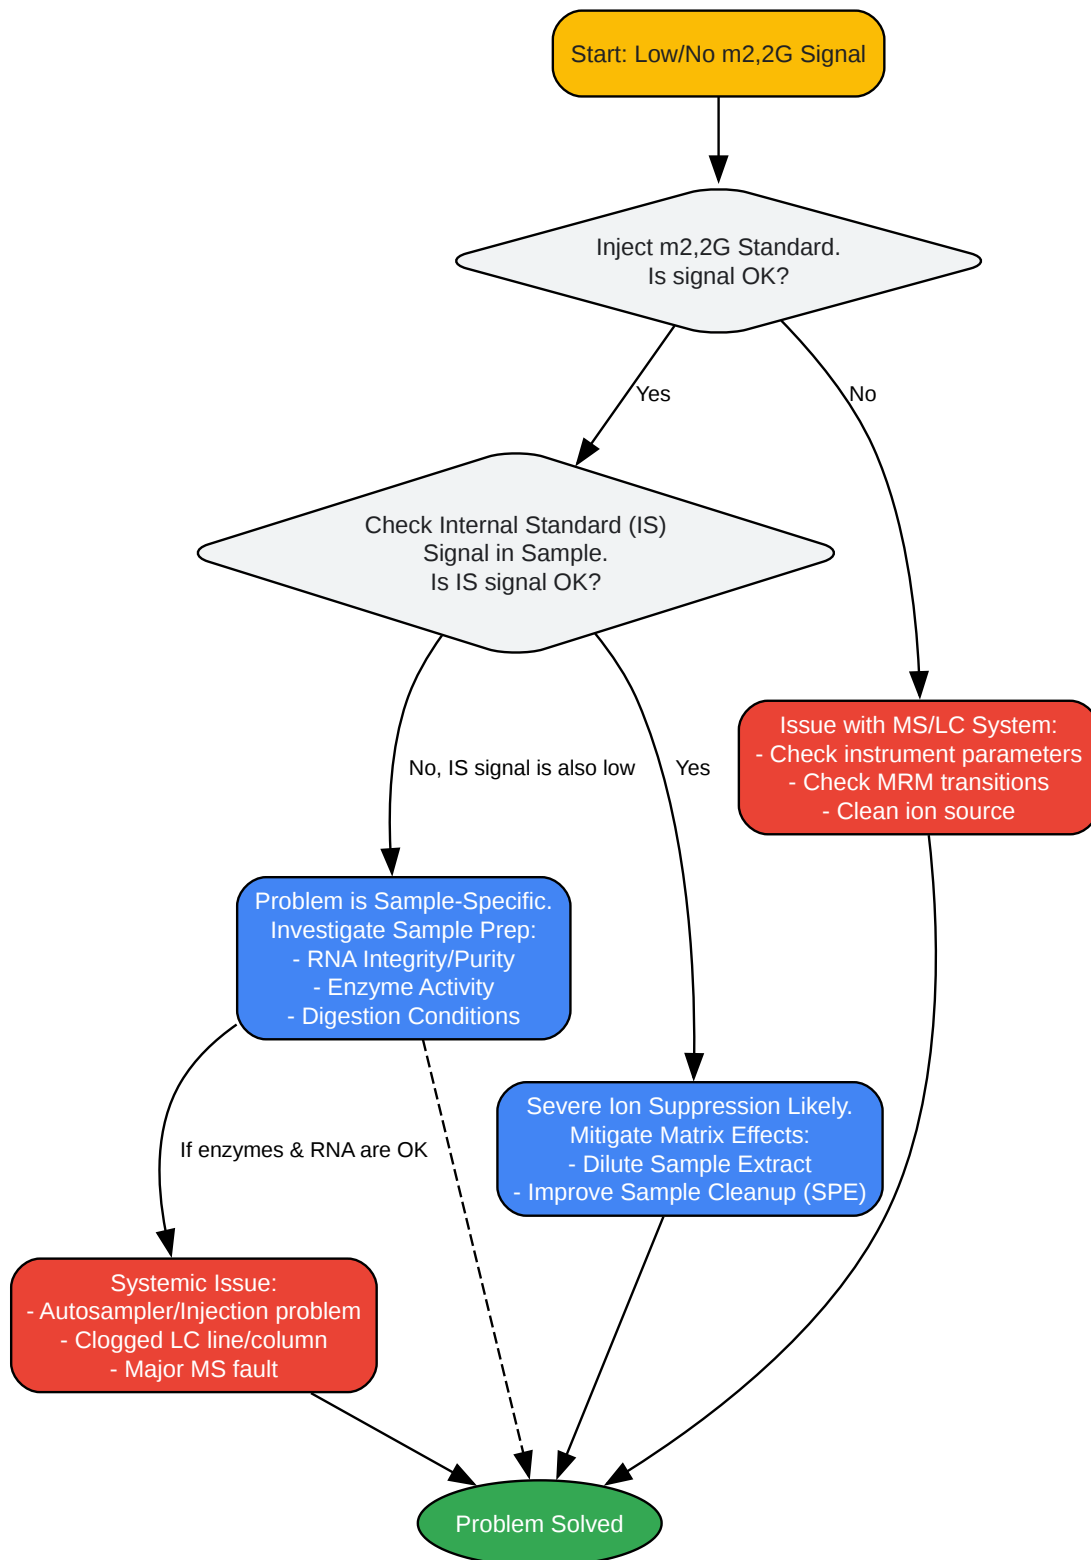 Start: Low/No m2,2G Signal
Inject m2,2G Standard.
Is signal OK?
Yes
No
Check Internal Standard (IS)
Signal in Sample.
Is IS signal OK?
No, IS signal is also low
Yes
Issue with MS/LC System:
- Check instrument parameters
- Check MRM transitions
- Clean ion source
Problem is Sample-Specific.
Investigate Sample Prep:
- RNA Integrity/Purity
- Enzyme Activity
- Digestion Conditions
Severe Ion Suppression Likely.
Mitigate Matrix Effects:
- Dilute Sample Extract
- Improve Sample Cleanup (SPE)
If enzymes & RNA are OK
Systemic Issue:
- Autosampler/Injection problem
- Clogged LC line/column
- Major MS fault
Problem Solved